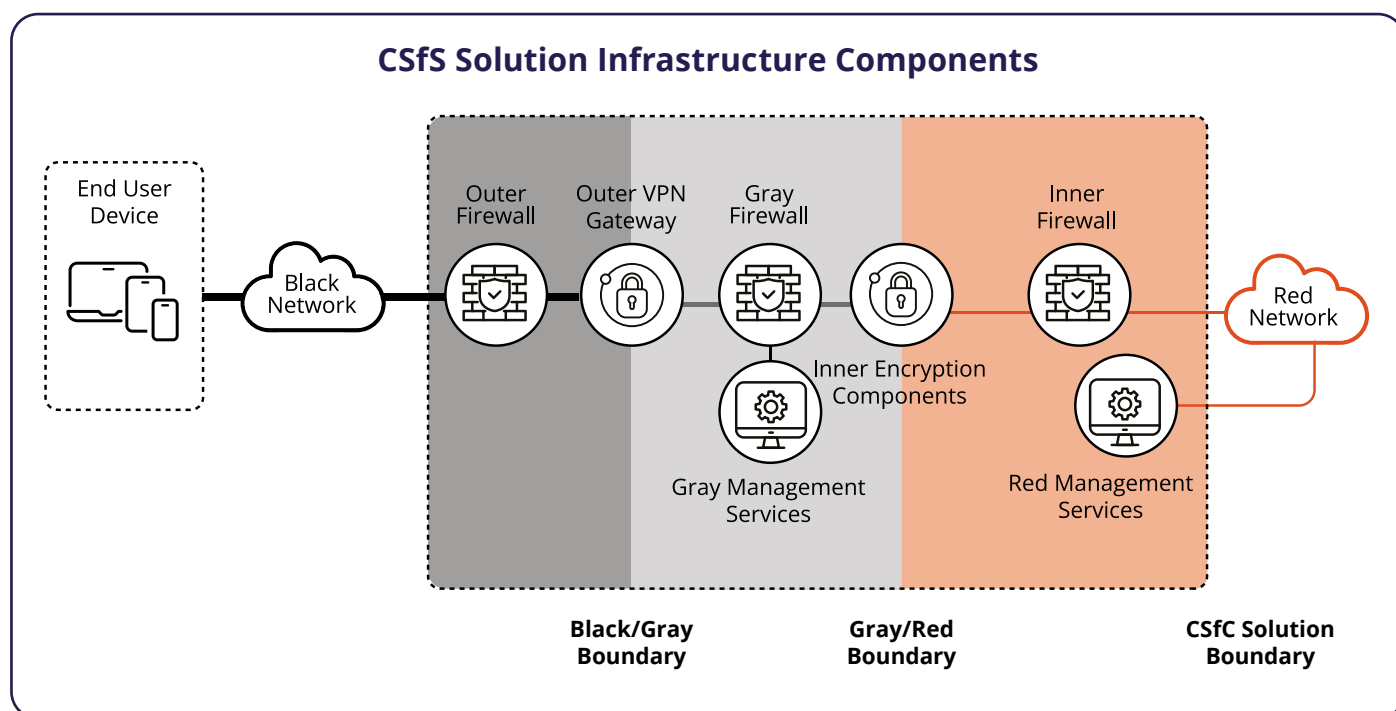 CSfS Solution Infrastructure Components
End User
Device
Black
Network
Outer
Firewall
Outer VPN
Gateway
Gray
Firewall
Inner Encryption
Components
Inner
Firewall
Red
Network
Gray Management
Services
Red Management
Services
Black/Gray
Boundary
Gray/Red
Boundary
CSfC Solution
Boundary